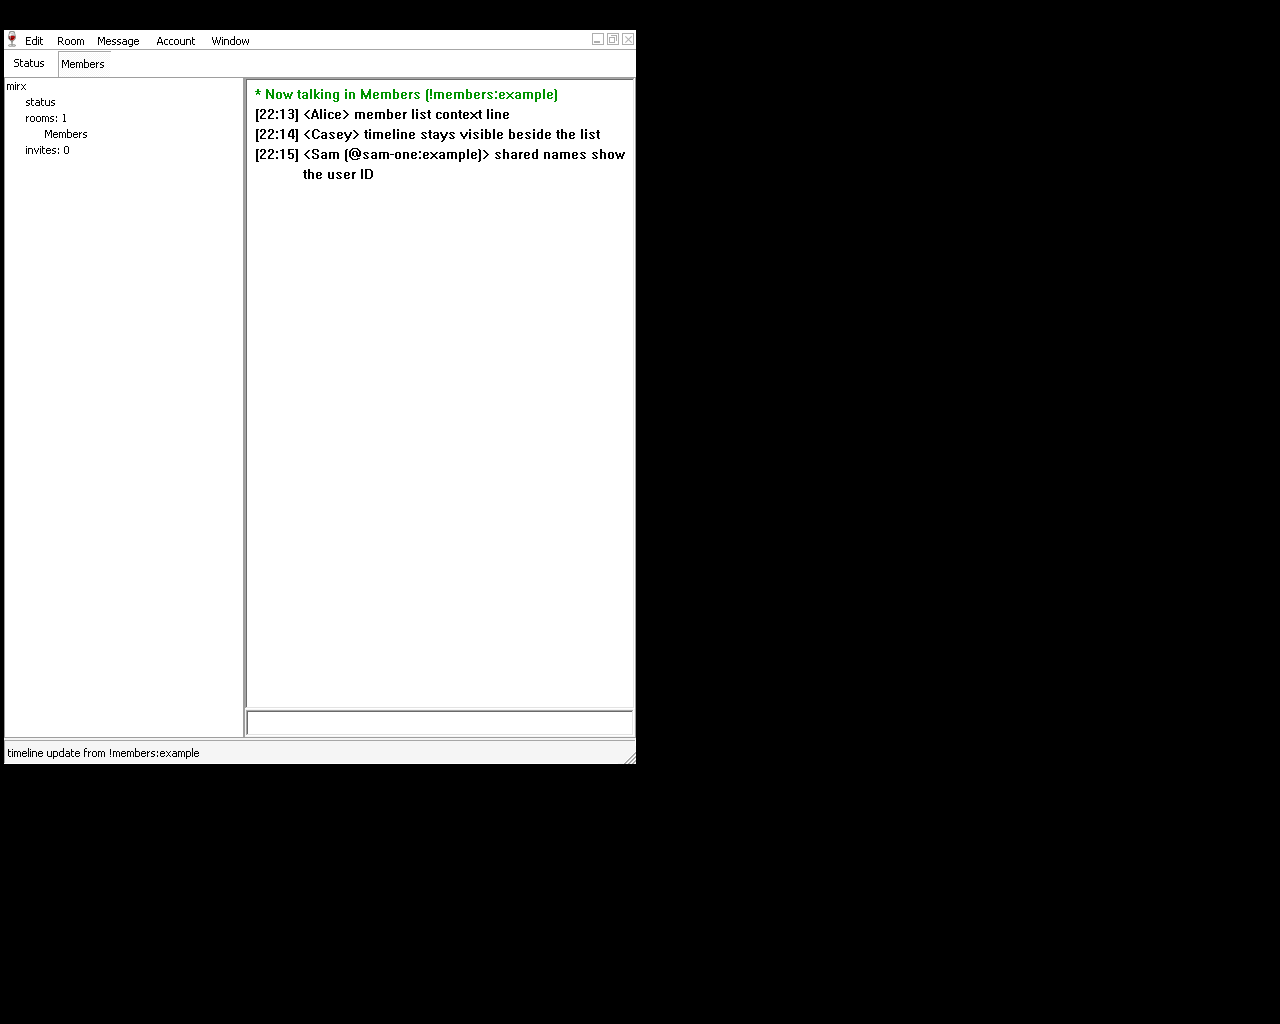 Edit Room Message Account Window
Status Members
mirx
status
rooms: 1
Members
invites: 0
* Now talking in Members (!members:example)
[22:13] <Alice> member list context line
[22:14] <Casey> timeline stays visible beside the list
[22:15] <Sam (@sam-one:example)> shared names show
the user ID
timeline update from !members:example